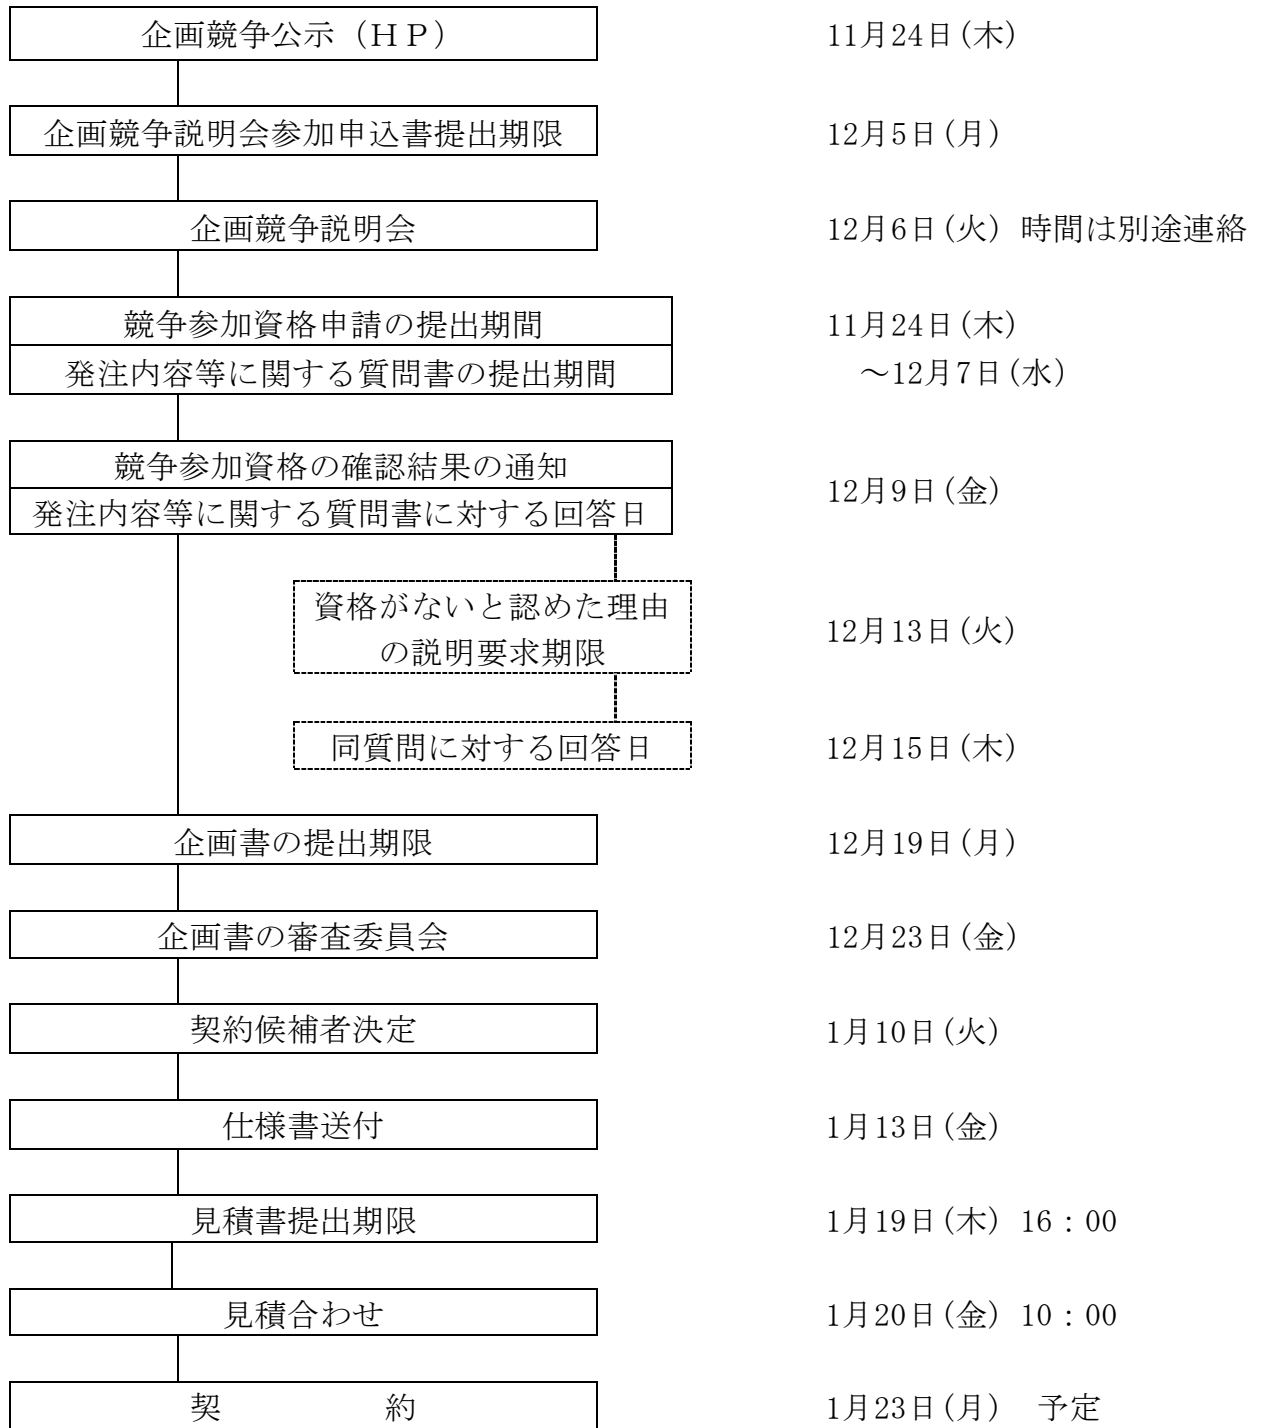 企画競争公示（ＨＰ）
11月24日(木)
企画競争説明会参加申込書提出期限
12月5日(月)
企画競争説明会
12月6日(火) 時間は別途連絡
競争参加資格申請の提出期間
11月24日(木)
発注内容等に関する質問書の提出期間
～12月7日(水)
競争参加資格の確認結果の通知
発注内容等に関する質問書に対する回答日
12月9日(金)
資格がないと認めた理由
の説明要求期限
12月13日(火)
同質問に対する回答日
12月15日(木)
企画書の提出期限
12月19日(月)
企画書の審査委員会
12月23日(金)
契約候補者決定
1月10日(火)
仕様書送付
1月13日(金)
見積書提出期限
1月19日(木) 16：00
見積合わせ
1月20日(金) 10：00
契　　　　　約
1月23日(月)　予定